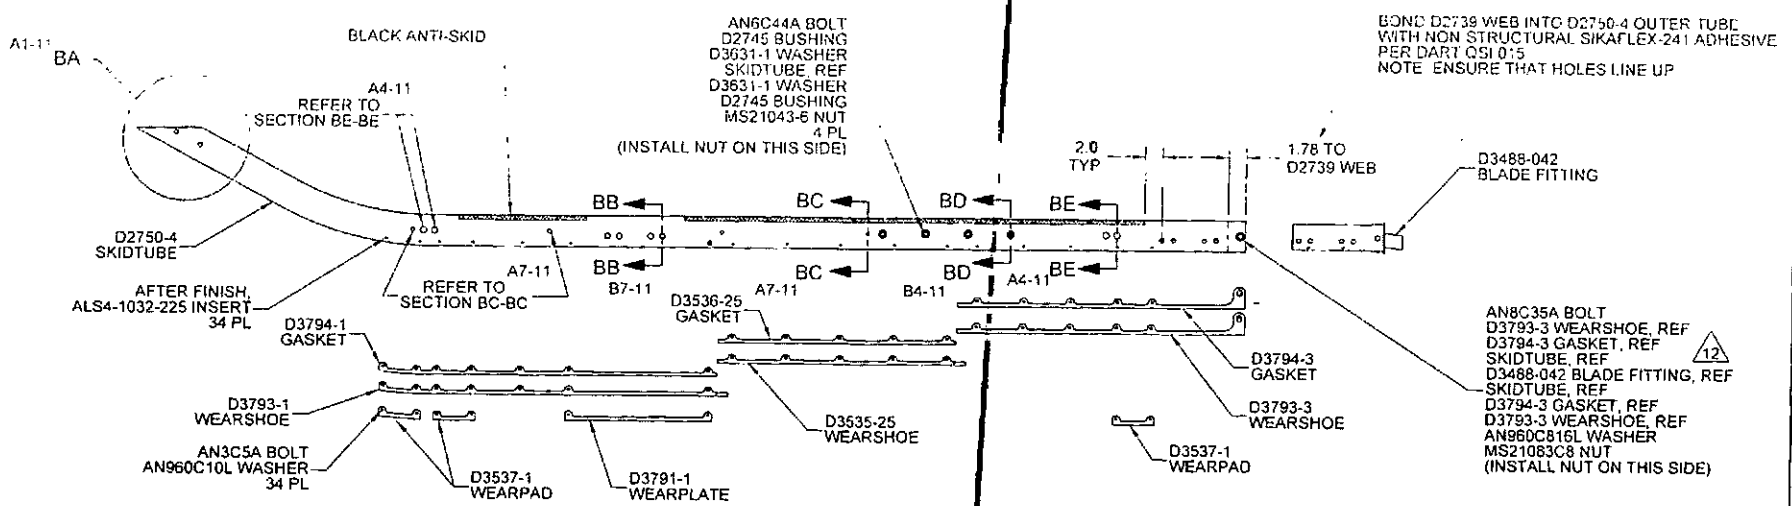 A1-11
BA
BLACK ANTI-SKID
A4-11
REFER TO
SECTION BE-BE
AN6C44A BOLT
D2745 BUSHING
D3631-1 WASHER
SKIDTUBE, REF
D3631-1 WASHER
D2745 BUSHING
MS21043-6 NUT
4 PL
(INSTALL NUT ON THIS SIDE)
BOND D2739 WEB INTO D2750-4 OUTER TUBE
WITH NON STRUCTURAL SIKAFLEX-241 ADHESIVE
PER DART QSI 015
NOTE ENSURE THAT HOLES LINE UP
2.0
TYP
1.78 TO
D2739 WEB
D3488-042
BLADE FITTING
BB
BC
BD
BE
D2750-4
SKIDTUBE
BB
BC
BD
BE
A7-11
REFER TO
SECTION BC-BC
B7-11
A7-11
B4-11
A4-11
AFTER FINISH,
ALS4-1032-225 INSERT
34 PL
D3794-1
GASKET
D3536-25
GASKET
D3794-3
GASKET
D3793-1
WEARSHOE
D3535-25
WEARSHOE
D3793-3
WEARSHOE
AN3C5A BOLT
AN960C10L WASHER
34 PL
D3537-1
WEARPAD
D3791-1
WEARPLATE
D3537-1
WEARPAD
AN8C35A BOLT
D3793-3 WEARSHOE, REF
D3794-3 GASKET, REF
SKIDTUBE, REF
D3488-042 BLADE FITTING, REF
SKIDTUBE, REF
D3794-3 GASKET, REF
D3793-3 WEARSHOE, REF
AN960C816L WASHER
MS21083C8 NUT
(INSTALL NUT ON THIS SIDE)
12